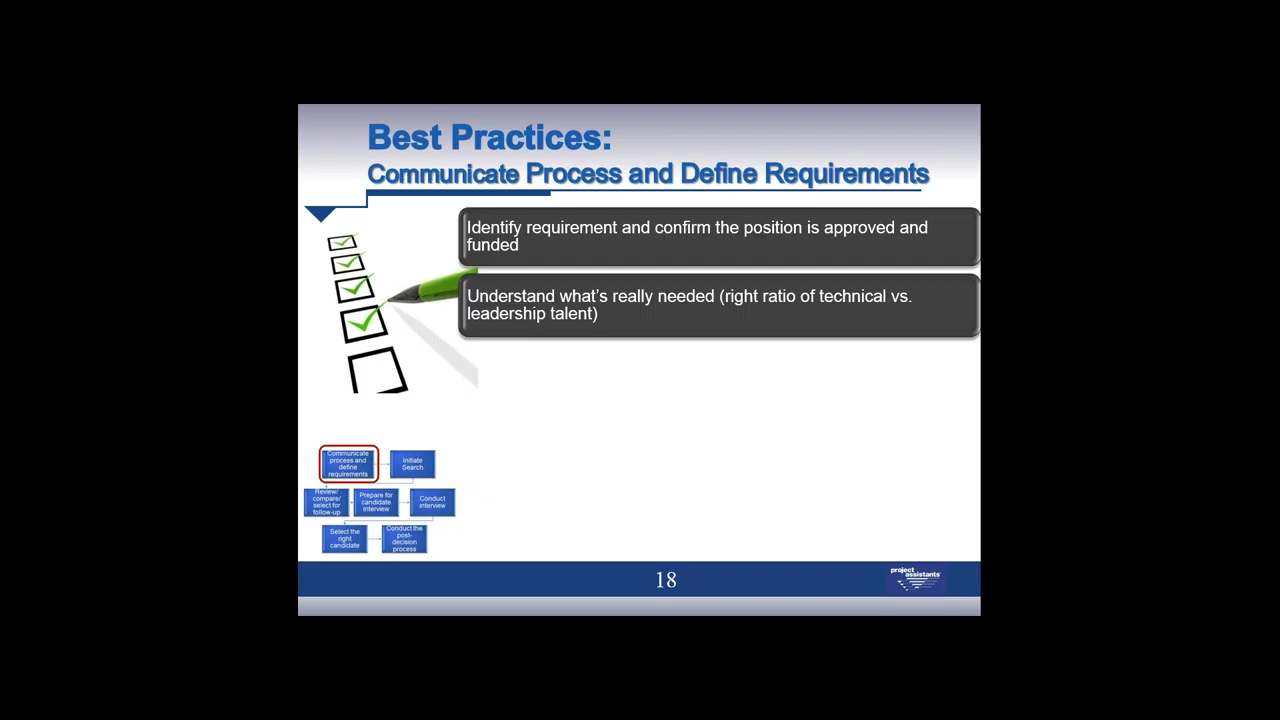 Best Practices:
Communicate Process and Define Requirements
Identify requirement and confirm the position is approved and
funded
Understand what's really needed (right ratio of technical vs.
leadership talent)
Communicate
process and
define
requirements
Initiate
Search
Review/
compare/
select for
follow-up
Prepare for
candidate
interview
Conduct
interview
Select the
right
candidate
Conduct the
post-
decision
process
18
project
assistants